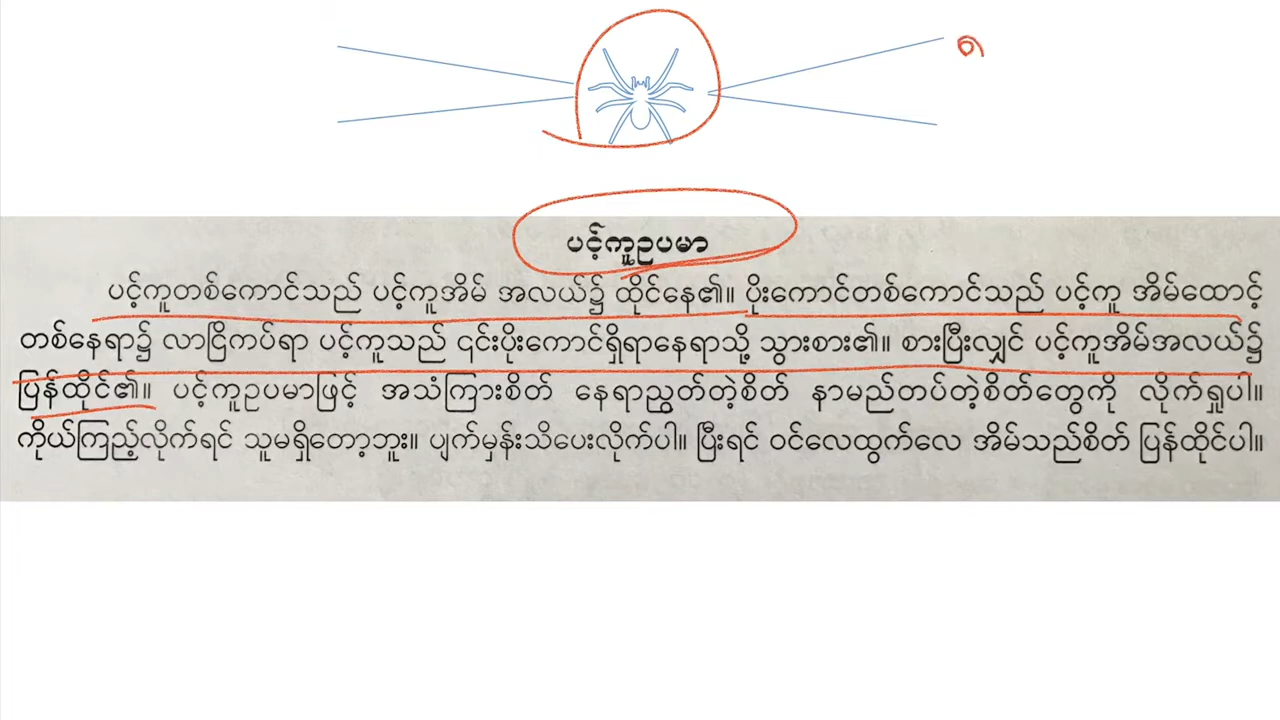 ၈
ပင့်ကူဥပမာ
ပင့်ကူတစ်ကောင်သည် ပင့်ကူအိမ် အလယ်၌ ထိုင်နေ၏။ ပိုးကောင်တစ်ကောင်သည် ပင့်ကူ အိမ်ထောင့်
တစ်နေရာ၌ လာငြိကပ်ရာ ပင့်ကူသည် ၎င်းပိုးကောင်ရှိရာနေရာသို့ သွားစား၏။ စားပြီးလျှင် ပင့်ကူအိမ်အလယ်၌
ပြန်ထိုင်၏။ ပင့်ကူဥပမာဖြင့် အသံကြားစိတ် နေရာညွှတ်တဲ့စိတ် နာမည်တပ်တဲ့စိတ်တွေကို လိုက်ရှုပါ။
ကိုယ်ကြည့်လိုက်ရင် သူမရှိတော့ဘူး။ ပျက်မှန်းသိပေးလိုက်ပါ။ ပြီးရင် ဝင်လေထွက်လေ အိမ်သည်စိတ် ပြန်ထိုင်ပါ။